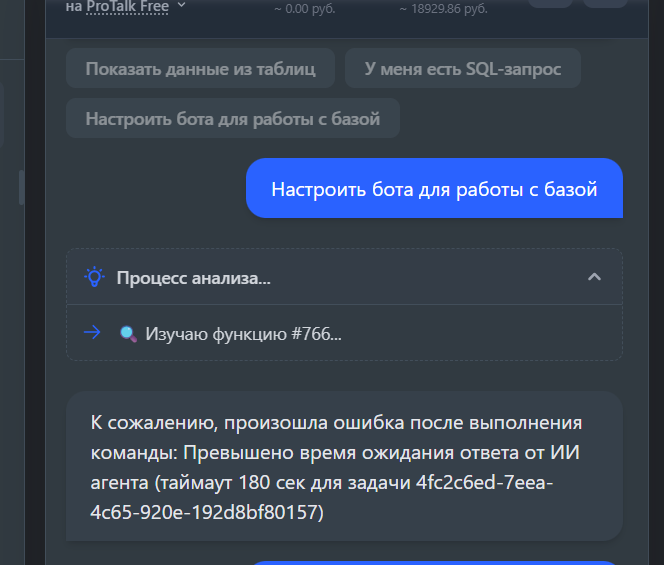 на ProTalk Free
~ 0.00 руб.
~ 18929.86 руб.
Показать данные из таблиц
У меня есть SQL-запрос
Настроить бота для работы с базой
Настроить бота для работы с базой
Процесс анализа...
Изучаю функцию #766...
К сожалению, произошла ошибка после выполнения
команды: Превышено время ожидания ответа от ИИ
агента (таймаут 180 сек для задачи 4fc2c6ed-7eea-
4c65-920e-192d8bf80157)